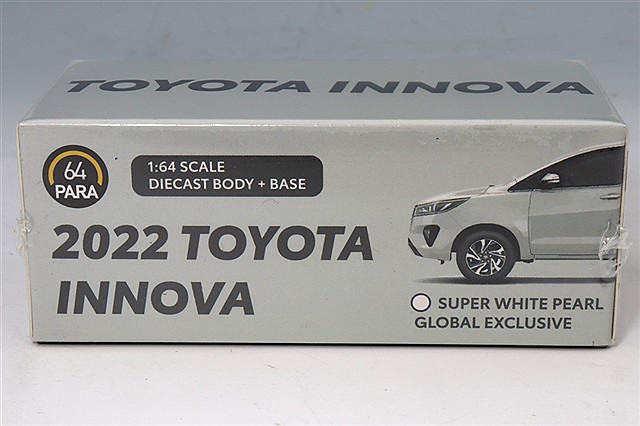 TOYOTA INNOVA
64
PARA
1:64 SCALE
DIECAST BODY + BASE
2022 TOYOTA
INNOVA
SUPER WHITE PEARL
GLOBAL EXCLUSIVE